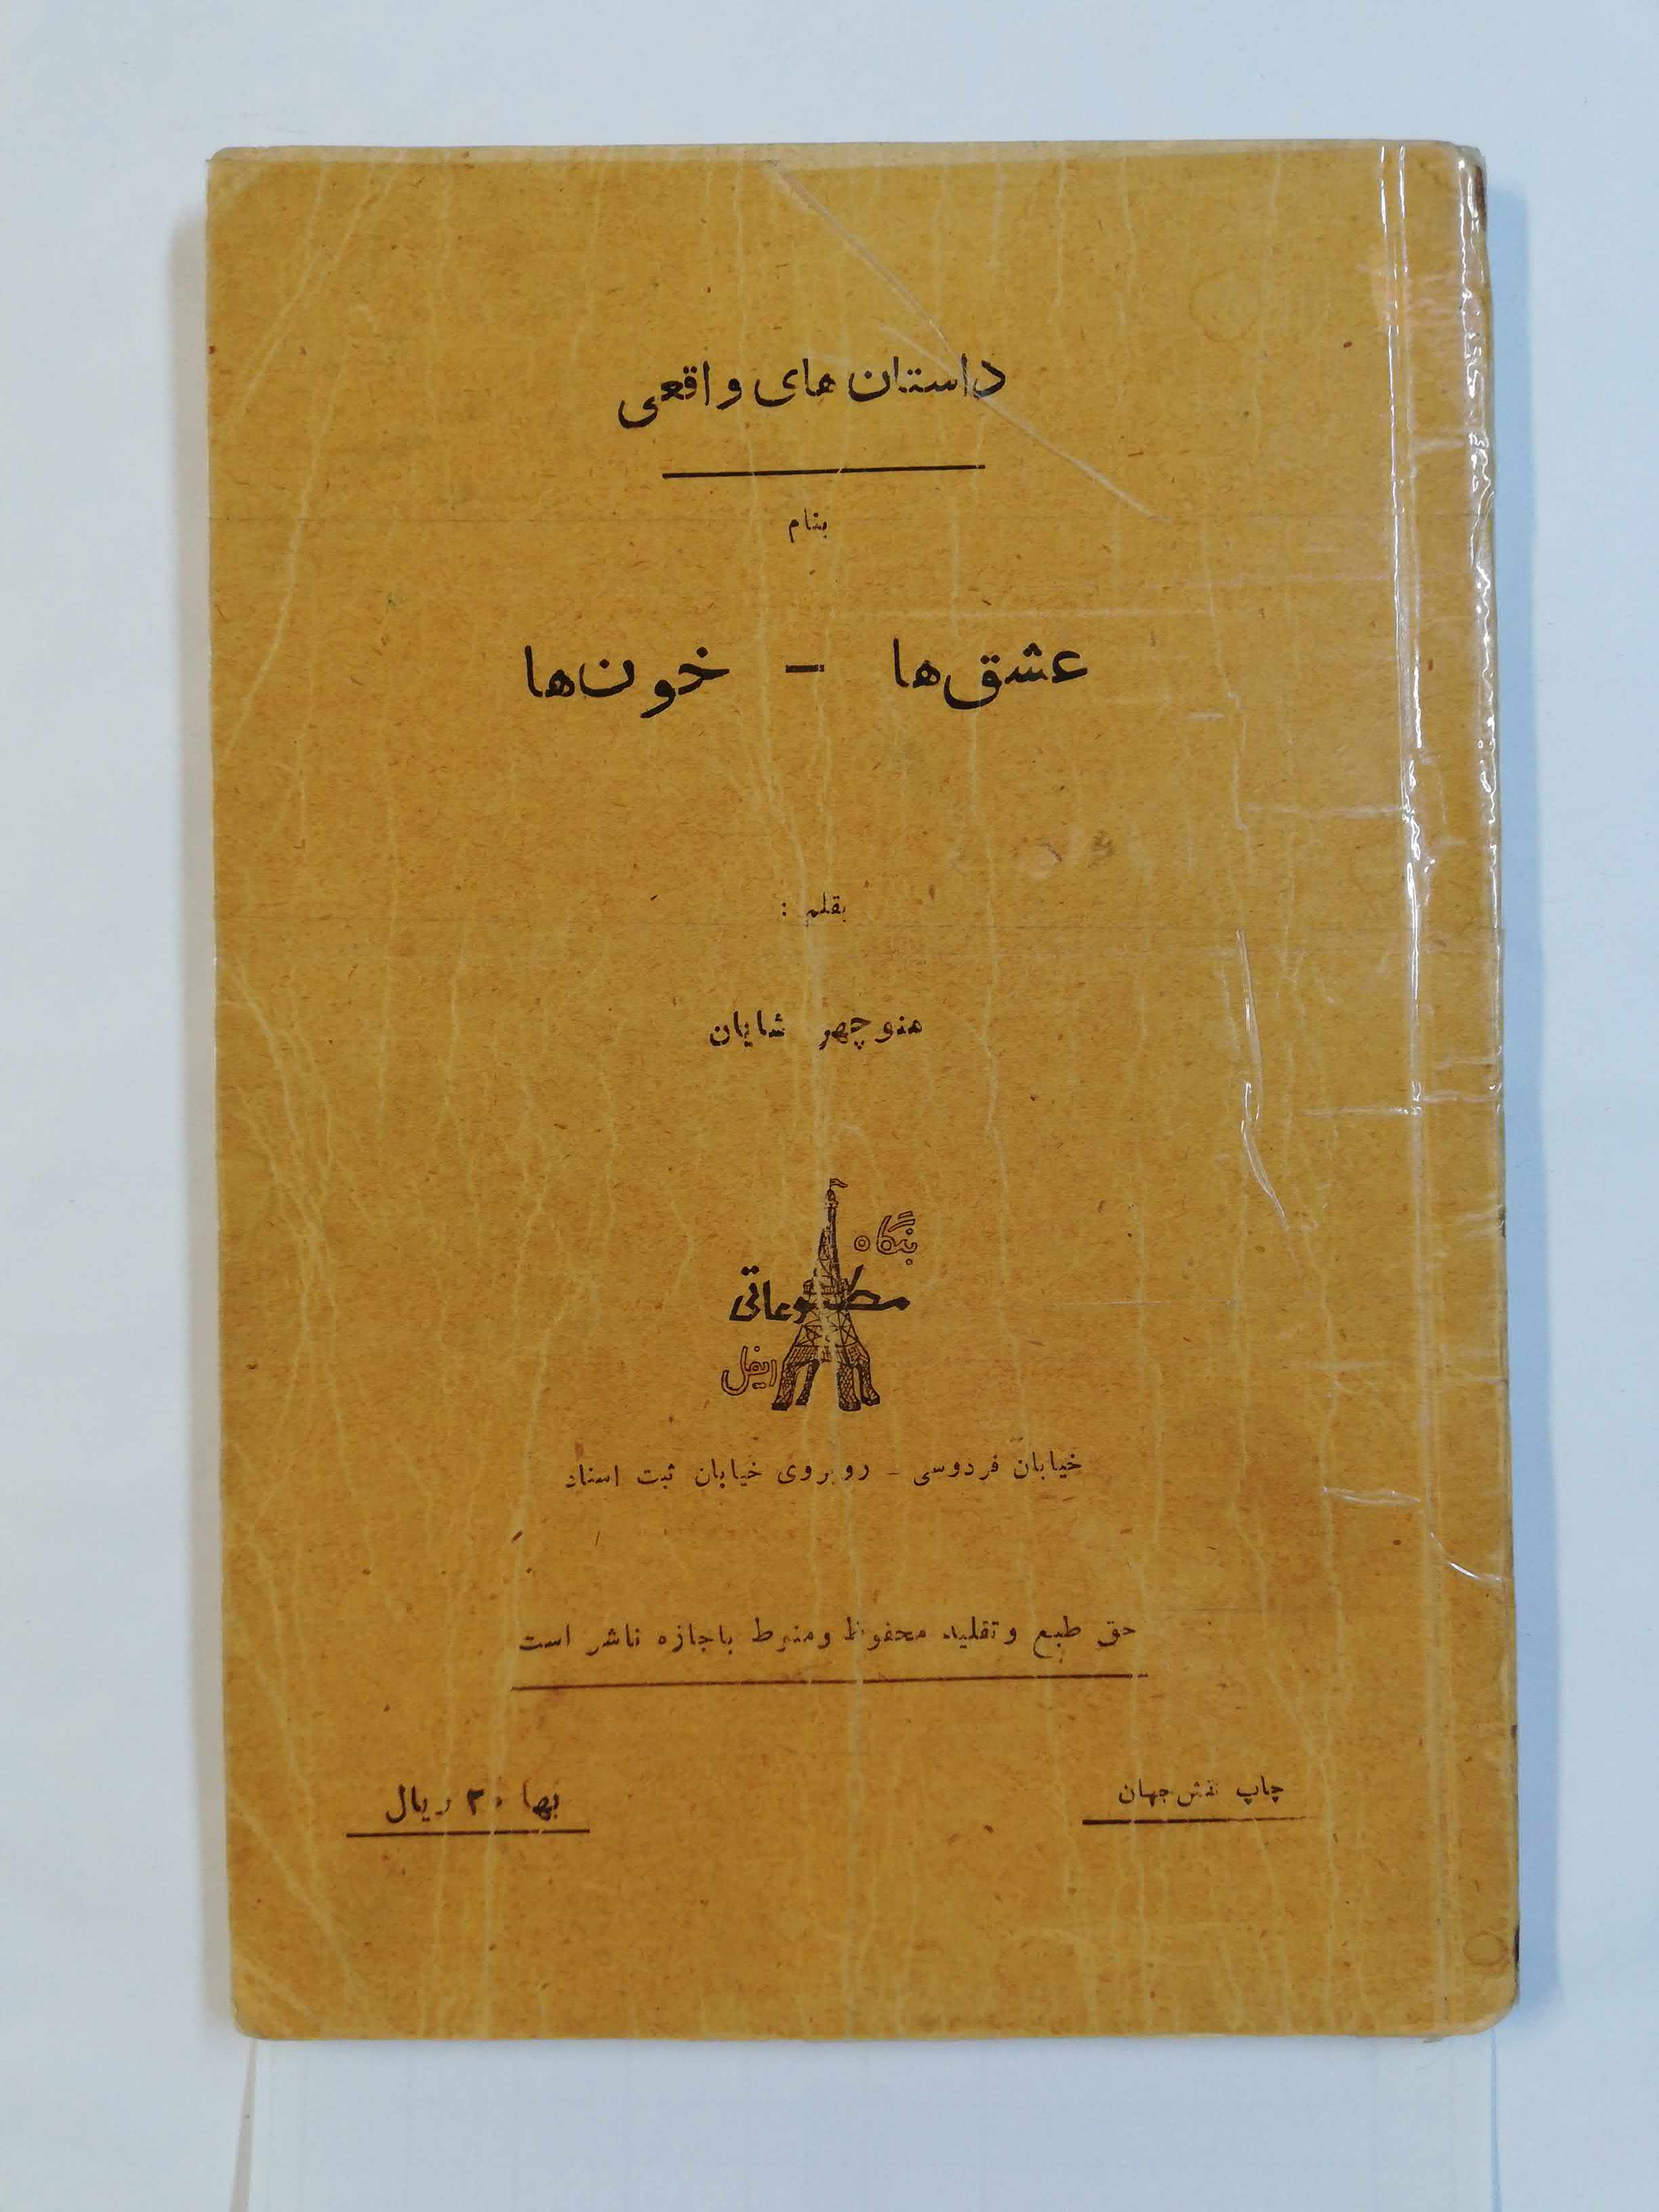 داستان های واقعی
بنام
عشق‌ها - خون‌ها
بقلم :
منوچهر شایان
بنگاه
مطبوعاتی
ایفل
خیابان فردوسی - روبروی خیابان ثبت اسناد
حق طبع و تقلید محفوظ و منوط باجازه ناشر است
چاپ نقش جهان
بها ۲۰ ریال